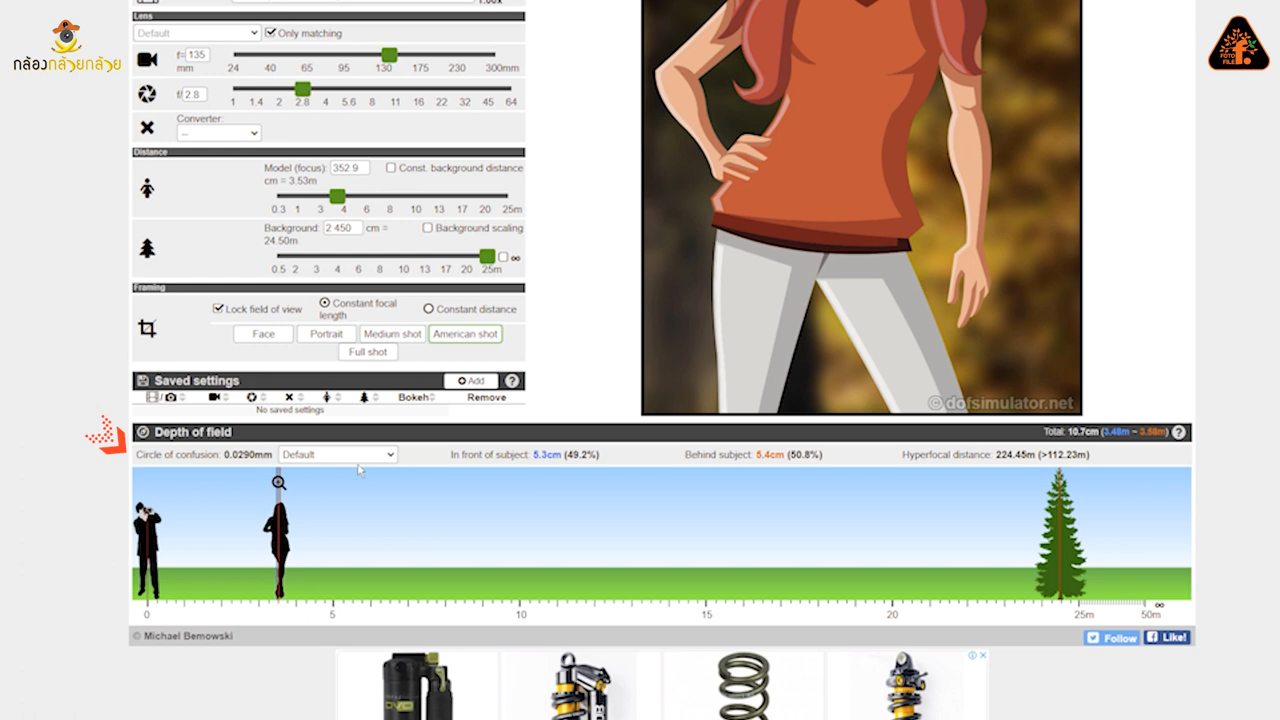 กล้องกล้วยกล้วย
FOTO
FILE
1.00x
Lens
Default
Only matching
f= 135
mm
24 40 65 95 130 175 230 300mm
f/ 2.8
1 1.4 2 2.8 4 5.6 8 11 16 22 32 45 64
Converter:
--
Distance
Model (focus): 352.9 Const. background distance
cm = 3.53m
0.3 1 3 4 6 8 10 13 17 20 25m
Background: 2 450 cm = Background scaling
24.50m
∞
0.5 2 3 4 6 8 10 13 17 20 25m
Framing
Lock field of view Constant focal length Constant distance
Face Portrait Medium shot American shot
Full shot
Saved settings Add ?
Bokeh Remove
No saved settings
© dofsimulator.net
Depth of field Total: 10.7cm (3.48m ~ 3.58m) ?
Circle of confusion: 0.0290mm Default In front of subject: 5.3cm (49.2%) Behind subject: 5.4cm (50.8%) Hyperfocal distance: 224.45m (>112.23m)
0 5 10 15 20 25m 50m ∞
© Michael Bemowski Follow Like!